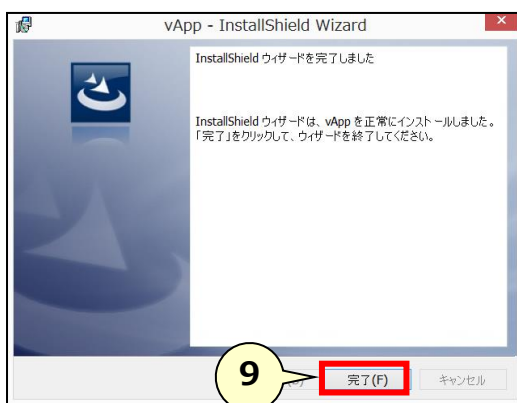 vApp - InstallShield Wizard
InstallShield ウィザードを完了しました
InstallShield ウィザードは、vApp を正常にインストールしました。
「完了」をクリックして、ウィザードを終了してください。
9
完了(F)
キャンセル